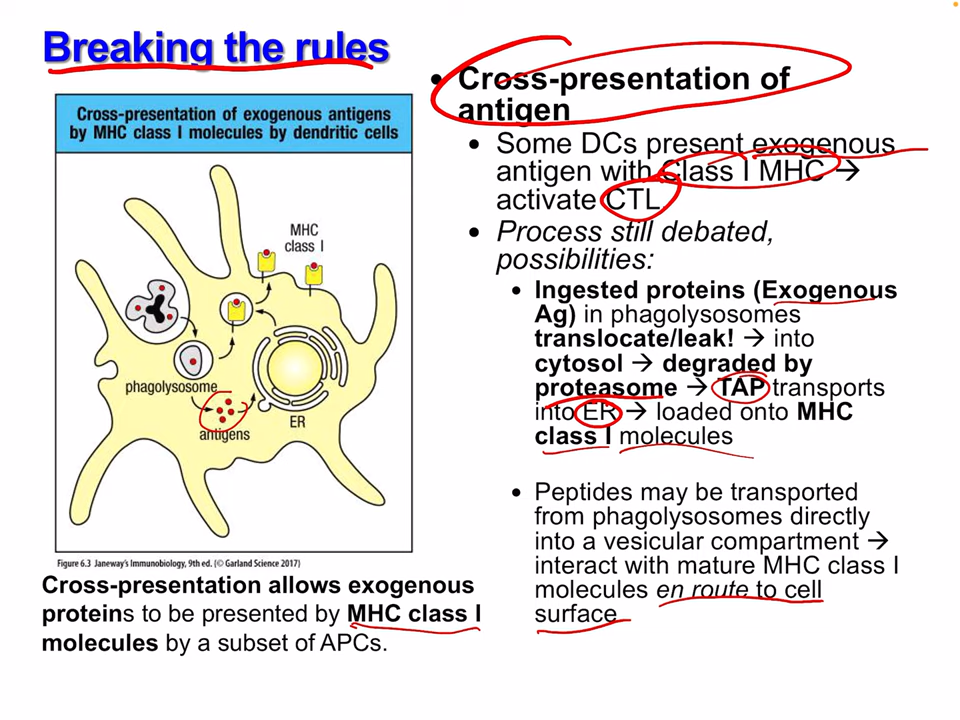 Breaking the rules
Cross-presentation of exogenous antigens
by MHC class I molecules by dendritic cells
MHC
class I
phagolysosome
antigens
ER
Figure 6.3 Janeway's Immunobiology, 9th ed. (© Garland Science 2017)
Cross-presentation allows exogenous
proteins to be presented by MHC class I
molecules by a subset of APCs.
• Cross-presentation of
antigen
• Some DCs present exogenous
antigen with Class I MHC →
activate CTL.
• Process still debated,
possibilities:
• Ingested proteins (Exogenous
Ag) in phagolysosomes
translocate/leak! → into
cytosol → degraded by
proteasome → TAP transports
into ER → loaded onto MHC
class I molecules
• Peptides may be transported
from phagolysosomes directly
into a vesicular compartment →
interact with mature MHC class I
molecules en route to cell
surface